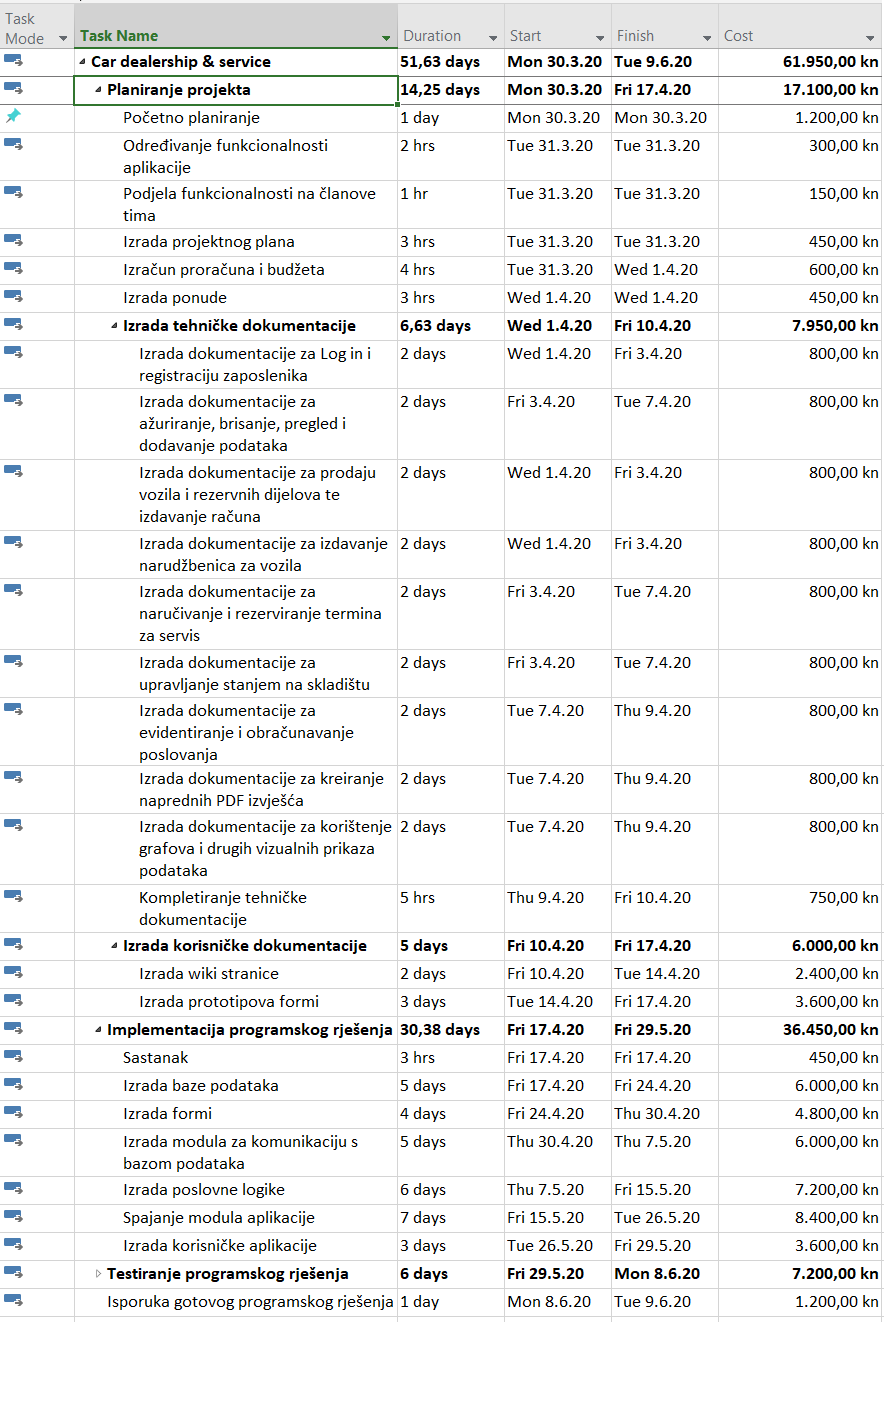 Task Mode Task Name Duration Start Finish Cost
Car dealership & service 51,63 days Mon 30.3.20 Tue 9.6.20 61.950,00 kn
Planiranje projekta 14,25 days Mon 30.3.20 Fri 17.4.20 17.100,00 kn
Početno planiranje 1 day Mon 30.3.20 Mon 30.3.20 1.200,00 kn
Određivanje funkcionalnosti 2 hrs Tue 31.3.20 Tue 31.3.20 300,00 kn
aplikacije
Podjela funkcionalnosti na članove 1 hr Tue 31.3.20 Tue 31.3.20 150,00 kn
tima
Izrada projektnog plana 3 hrs Tue 31.3.20 Tue 31.3.20 450,00 kn
Izračun proračuna i budžeta 4 hrs Tue 31.3.20 Wed 1.4.20 600,00 kn
Izrada ponude 3 hrs Wed 1.4.20 Wed 1.4.20 450,00 kn
Izrada tehničke dokumentacije 6,63 days Wed 1.4.20 Fri 10.4.20 7.950,00 kn
Izrada dokumentacije za Log in i 2 days Wed 1.4.20 Fri 3.4.20 800,00 kn
registraciju zaposlenika
Izrada dokumentacije za 2 days Fri 3.4.20 Tue 7.4.20 800,00 kn
ažuriranje, brisanje, pregled i
dodavanje podataka
Izrada dokumentacije za prodaju 2 days Wed 1.4.20 Fri 3.4.20 800,00 kn
vozila i rezervnih dijelova te
izdavanje računa
Izrada dokumentacije za izdavanje 2 days Wed 1.4.20 Fri 3.4.20 800,00 kn
narudžbenica za vozila
Izrada dokumentacije za 2 days Fri 3.4.20 Tue 7.4.20 800,00 kn
naručivanje i rezerviranje termina
za servis
Izrada dokumentacije za 2 days Fri 3.4.20 Tue 7.4.20 800,00 kn
upravljanje stanjem na skladištu
Izrada dokumentacije za 2 days Tue 7.4.20 Thu 9.4.20 800,00 kn
evidentiranje i obračunavanje
poslovanja
Izrada dokumentacije za kreiranje 2 days Tue 7.4.20 Thu 9.4.20 800,00 kn
naprednih PDF izvješća
Izrada dokumentacije za korištenje 2 days Tue 7.4.20 Thu 9.4.20 800,00 kn
grafova i drugih vizualnih prikaza
podataka
Kompletiranje tehničke 5 hrs Thu 9.4.20 Fri 10.4.20 750,00 kn
dokumentacije
Izrada korisničke dokumentacije 5 days Fri 10.4.20 Fri 17.4.20 6.000,00 kn
Izrada wiki stranice 2 days Fri 10.4.20 Tue 14.4.20 2.400,00 kn
Izrada prototipova formi 3 days Tue 14.4.20 Fri 17.4.20 3.600,00 kn
Implementacija programskog rješenja 30,38 days Fri 17.4.20 Fri 29.5.20 36.450,00 kn
Sastanak 3 hrs Fri 17.4.20 Fri 17.4.20 450,00 kn
Izrada baze podataka 5 days Fri 17.4.20 Fri 24.4.20 6.000,00 kn
Izrada formi 4 days Fri 24.4.20 Thu 30.4.20 4.800,00 kn
Izrada modula za komunikaciju s 5 days Thu 30.4.20 Thu 7.5.20 6.000,00 kn
bazom podataka
Izrada poslovne logike 6 days Thu 7.5.20 Fri 15.5.20 7.200,00 kn
Spajanje modula aplikacije 7 days Fri 15.5.20 Tue 26.5.20 8.400,00 kn
Izrada korisničke aplikacije 3 days Tue 26.5.20 Fri 29.5.20 3.600,00 kn
Testiranje programskog rješenja 6 days Fri 29.5.20 Mon 8.6.20 7.200,00 kn
Isporuka gotovog programskog rješenja 1 day Mon 8.6.20 Tue 9.6.20 1.200,00 kn